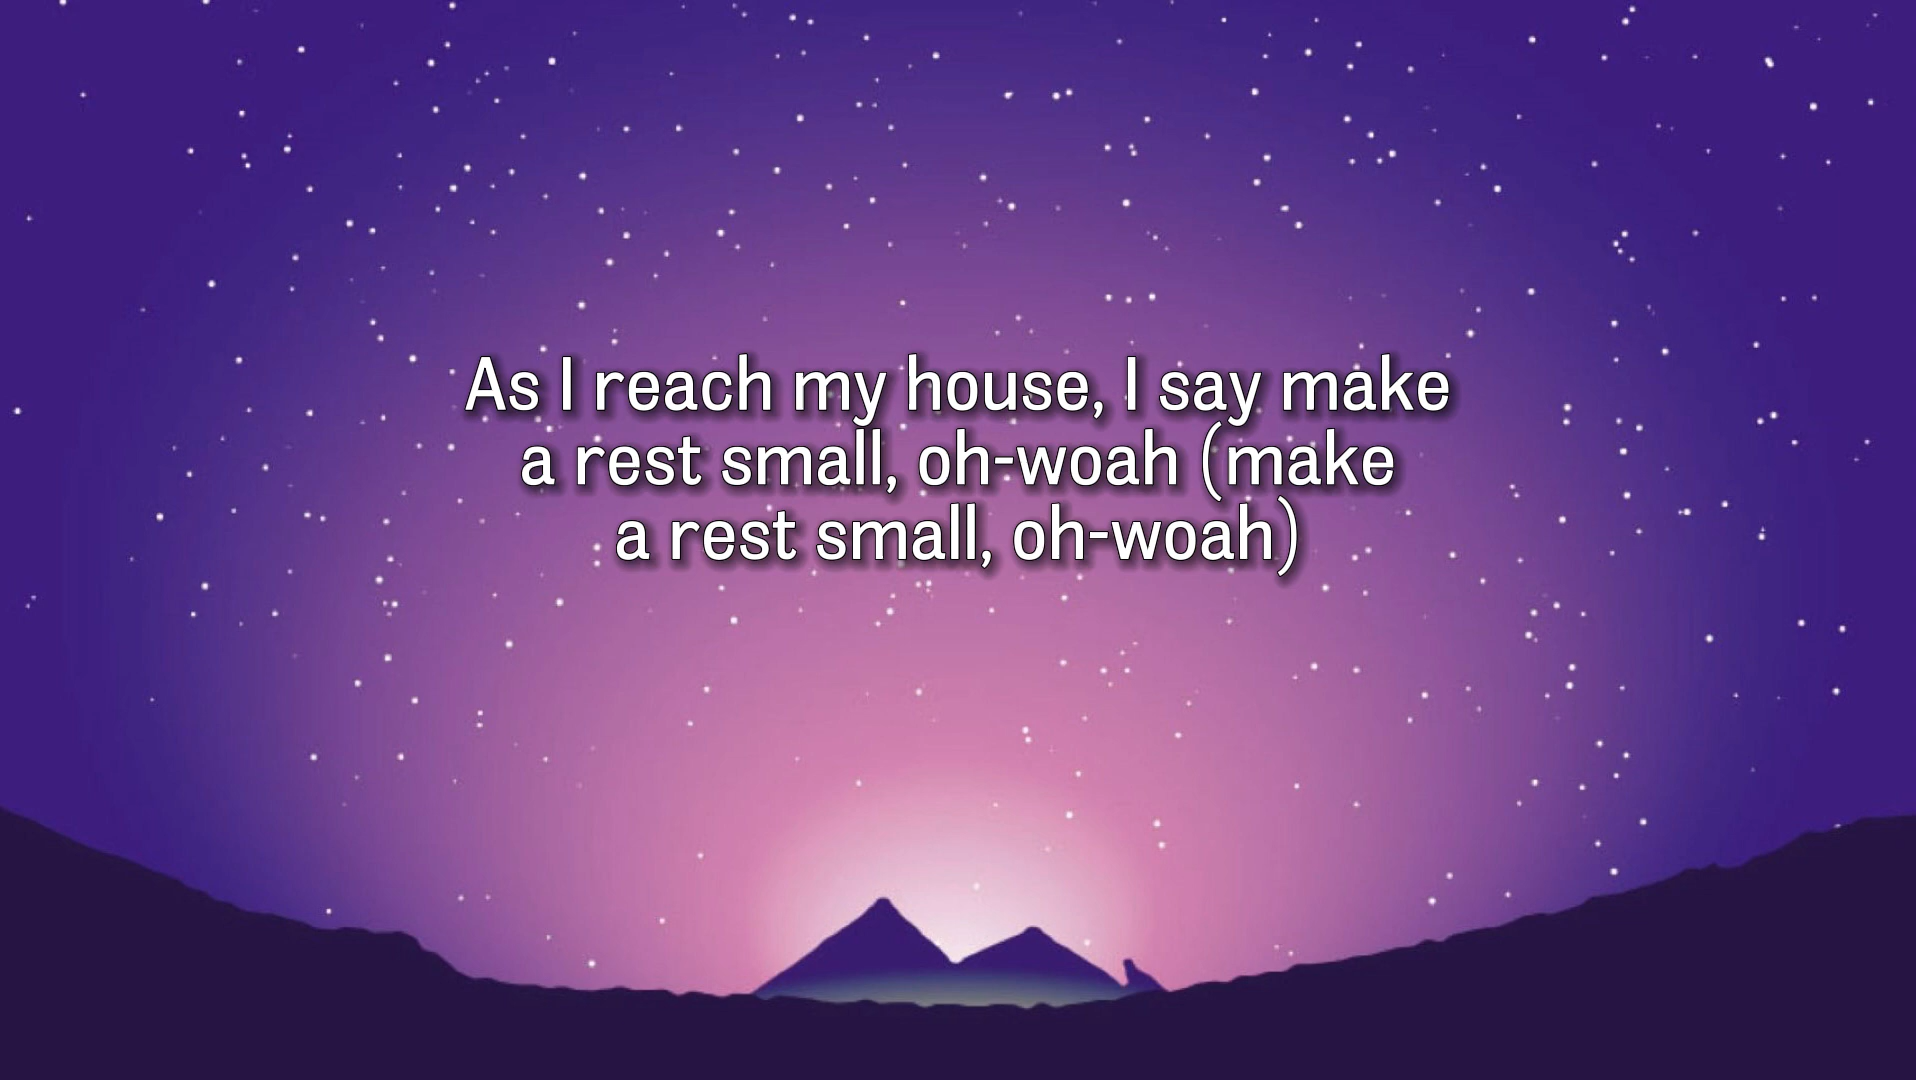 As I reach my house, I say make
a rest small, oh-woah (make
a rest small, oh-woah)